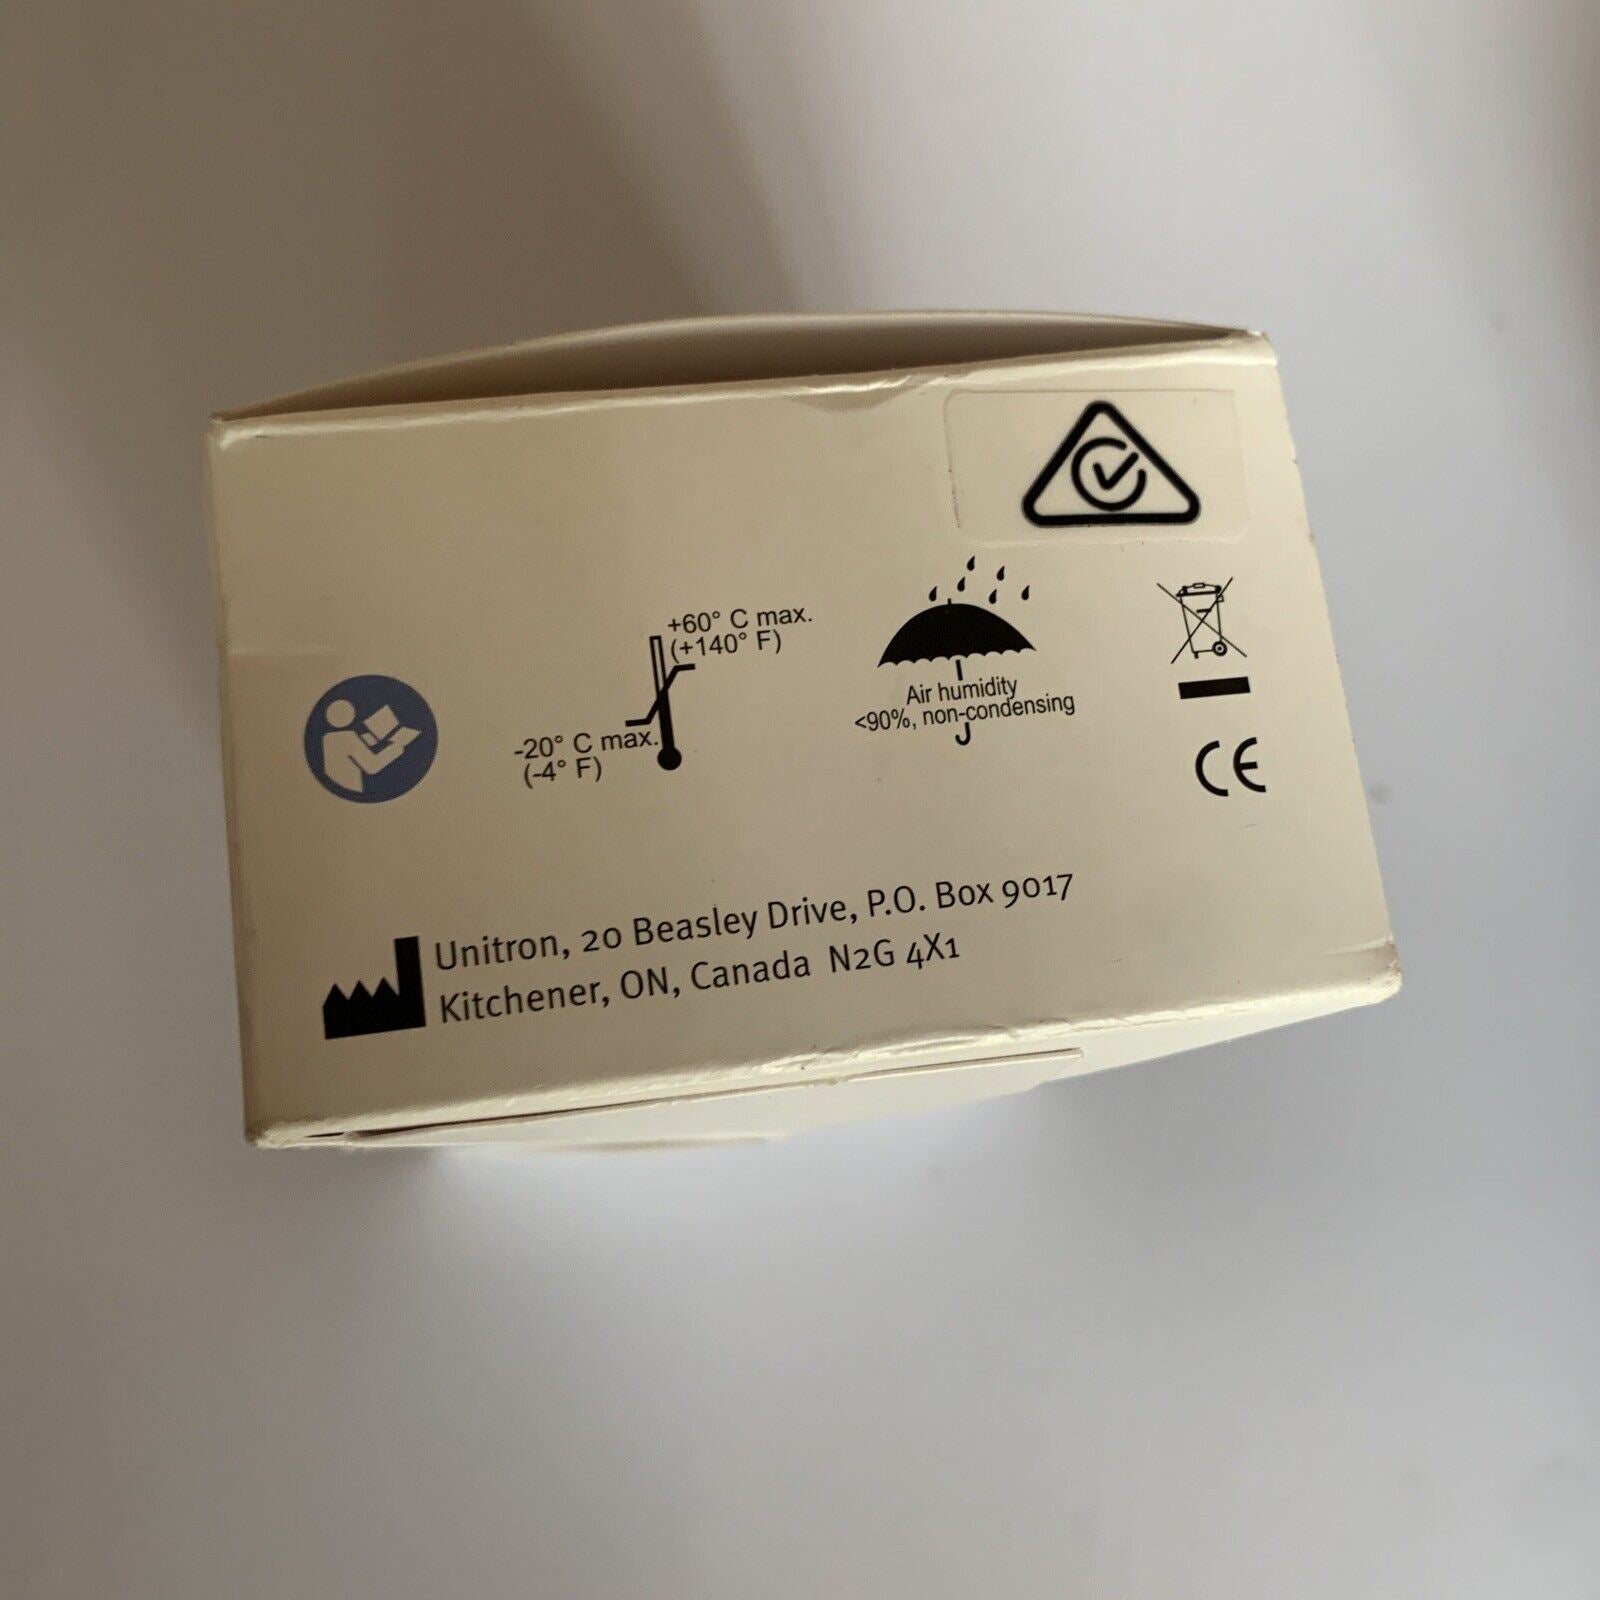 +60° C max.
(+140° F)
-20° C max.
(-4° F)
Air humidity
<90%, non-condensing
CE
Unitron, 20 Beasley Drive, P.O. Box 9017
Kitchener, ON, Canada N2G 4X1